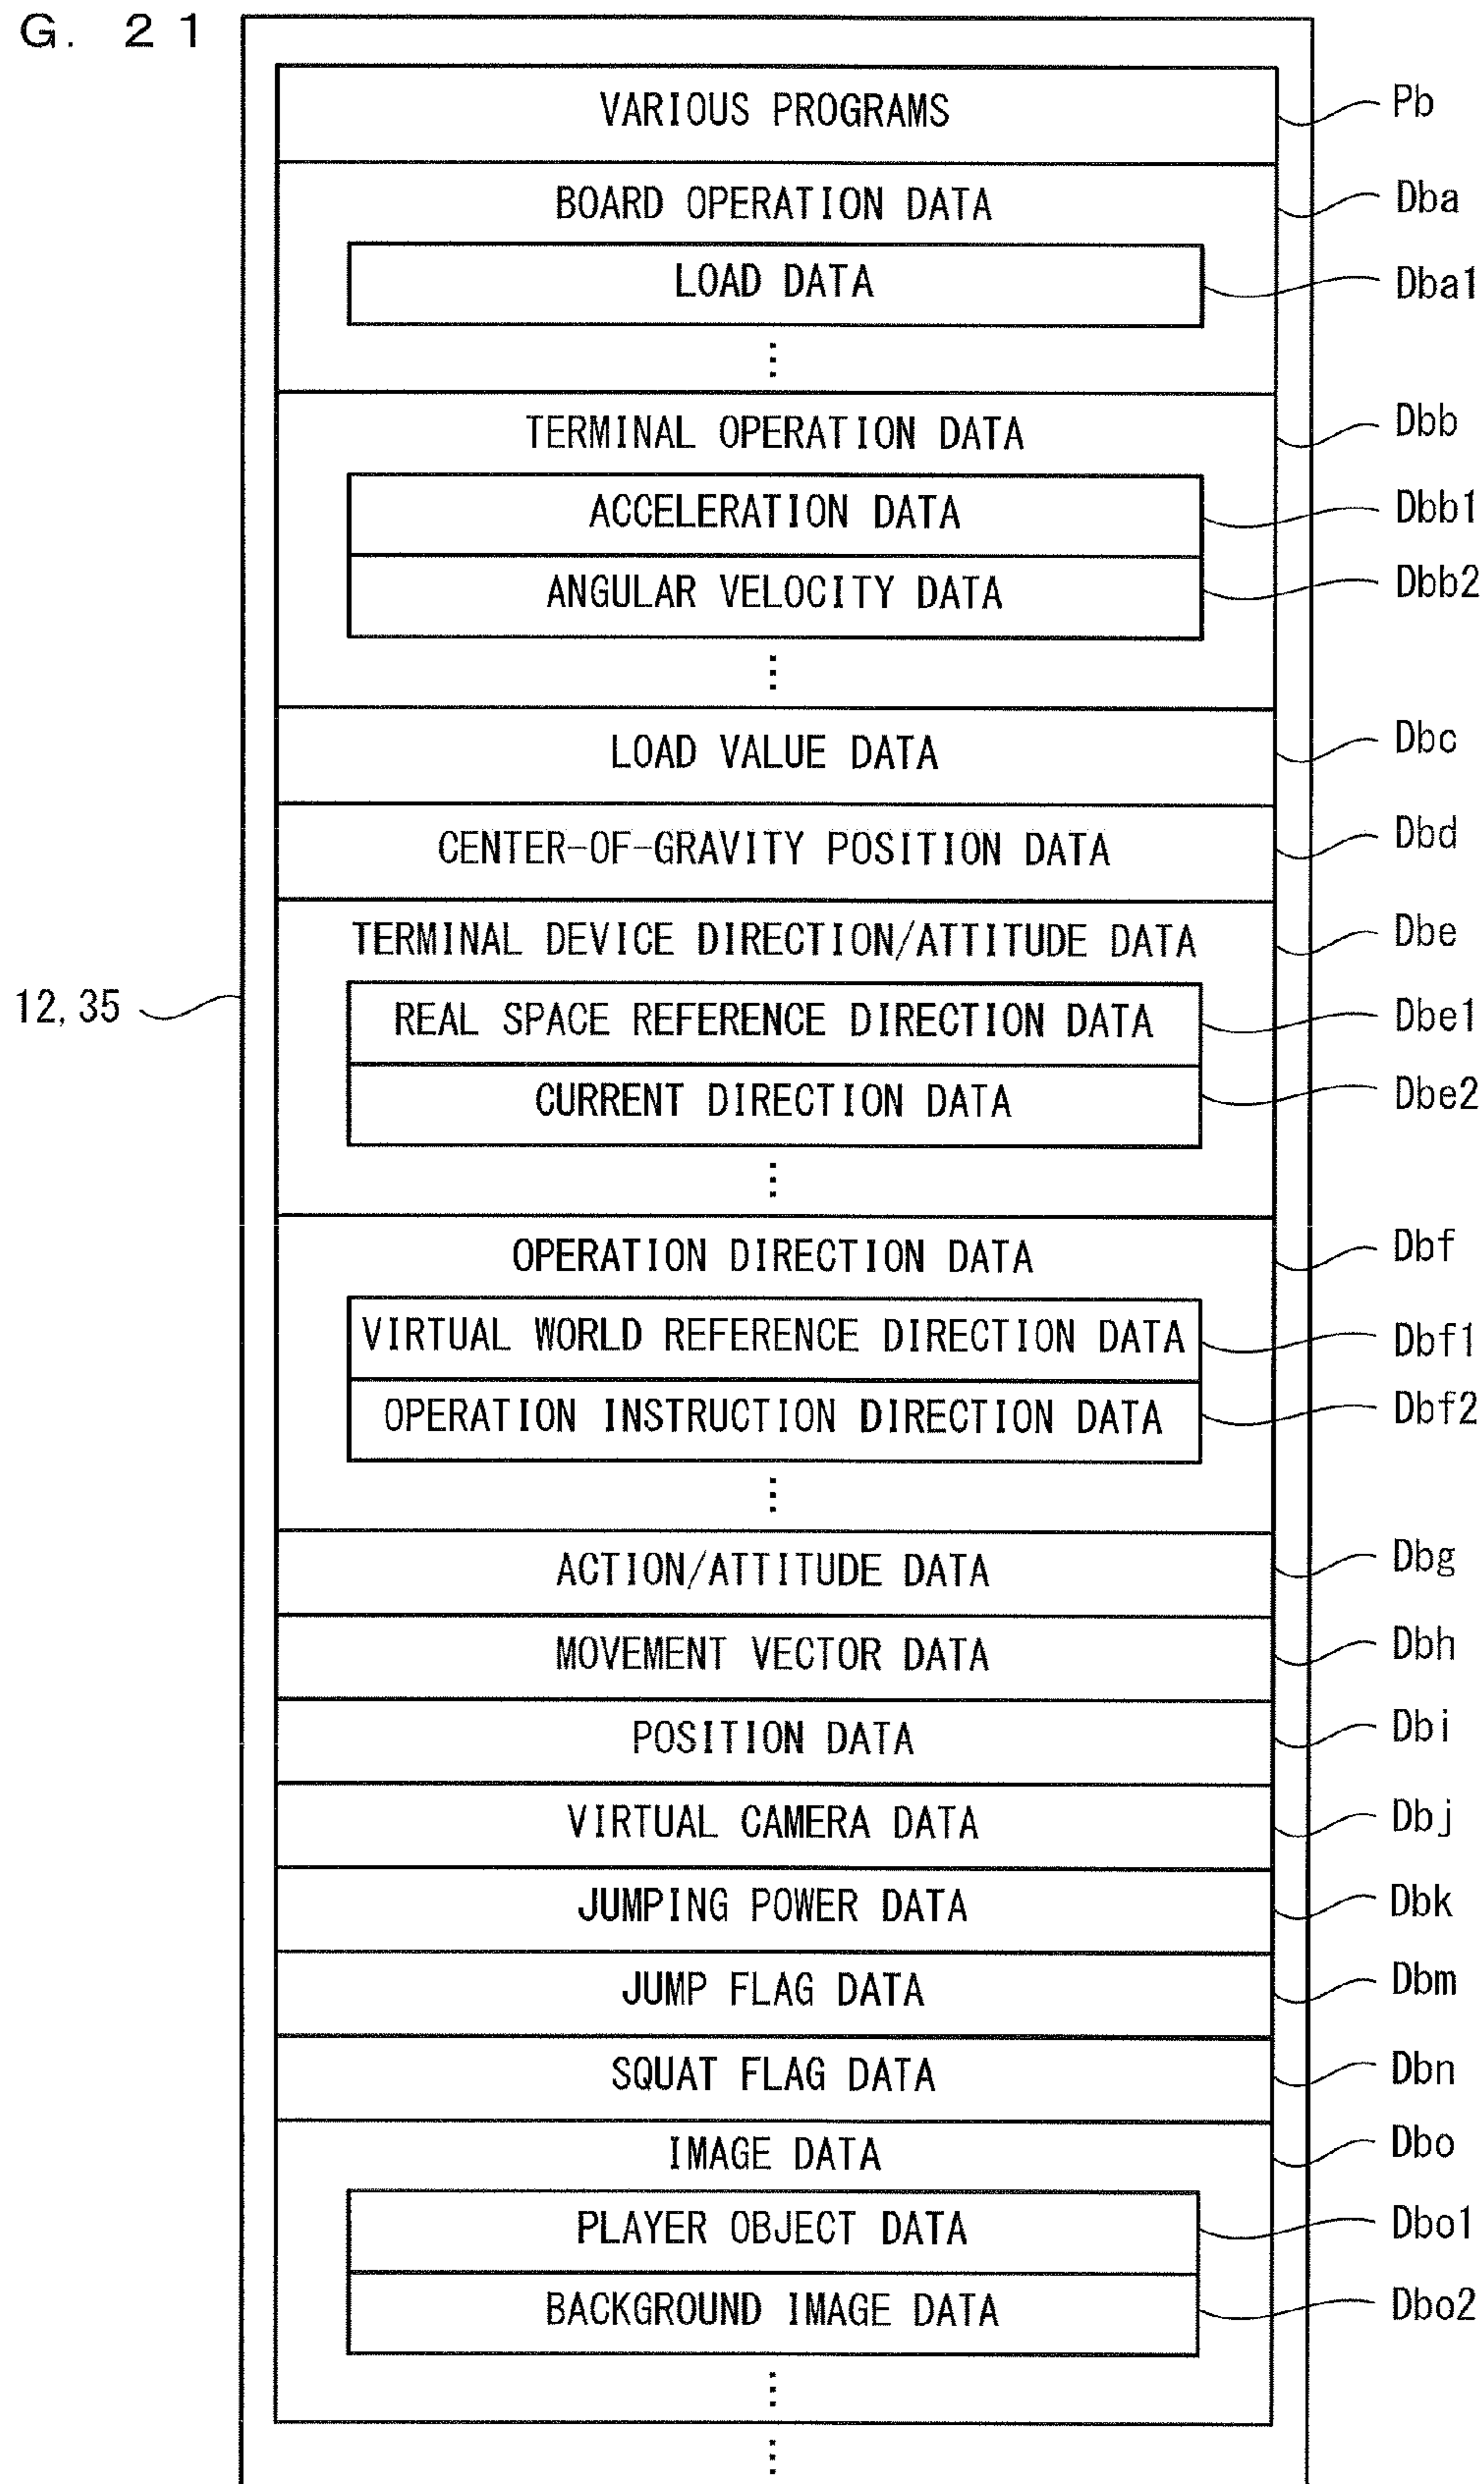 G. 21
VARIOUS PROGRAMS Pb
BOARD OPERATION DATA Dba
LOAD DATA Dba1
⋮
TERMINAL OPERATION DATA Dbb
ACCELERATION DATA Dbb1
ANGULAR VELOCITY DATA Dbb2
⋮
LOAD VALUE DATA Dbc
CENTER-OF-GRAVITY POSITION DATA Dbd
TERMINAL DEVICE DIRECTION/ATTITUDE DATA Dbe
12, 35 REAL SPACE REFERENCE DIRECTION DATA Dbe1
CURRENT DIRECTION DATA Dbe2
⋮
OPERATION DIRECTION DATA Dbf
VIRTUAL WORLD REFERENCE DIRECTION DATA Dbf1
OPERATION INSTRUCTION DIRECTION DATA Dbf2
⋮
ACTION/ATTITUDE DATA Dbg
MOVEMENT VECTOR DATA Dbh
POSITION DATA Dbi
VIRTUAL CAMERA DATA Dbj
JUMPING POWER DATA Dbk
JUMP FLAG DATA Dbm
SQUAT FLAG DATA Dbn
IMAGE DATA Dbo
PLAYER OBJECT DATA Dbo1
BACKGROUND IMAGE DATA Dbo2
⋮
⋮